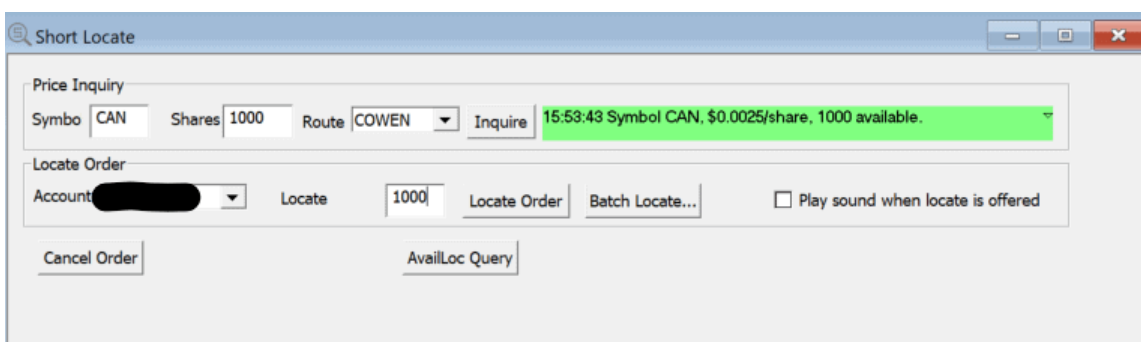 Short Locate
Price Inquiry
Symbo CAN Shares 1000 Route COWEN Inquire 15:53:43 Symbol CAN, $0.0025/share, 1000 available.
Locate Order
Account Locate 1000 Locate Order Batch Locate... Play sound when locate is offered
Cancel Order AvailLoc Query